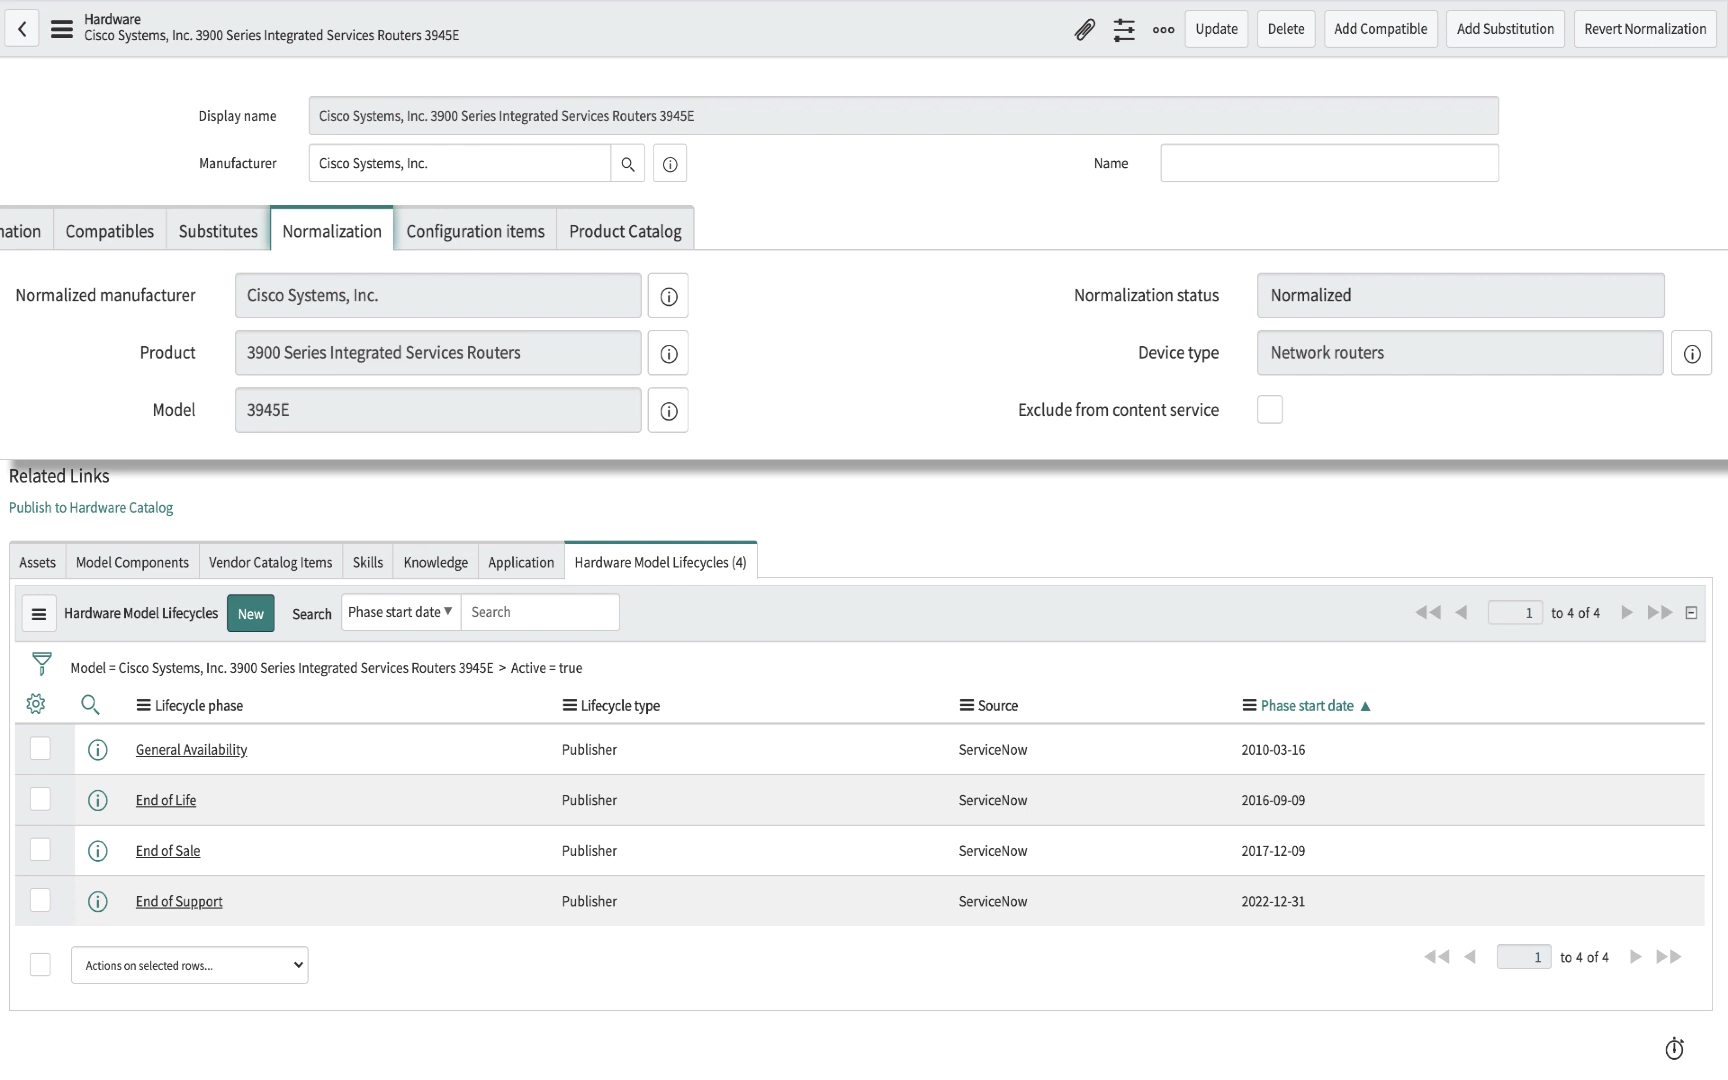 Hardware
Cisco Systems, Inc. 3900 Series Integrated Services Routers 3945E
Update
Delete
Add Compatible
Add Substitution
Revert Normalization
Display name
Cisco Systems, Inc. 3900 Series Integrated Services Routers 3945E
Manufacturer
Cisco Systems, Inc.
Name
nation
Compatibles
Substitutes
Normalization
Configuration items
Product Catalog
Normalized manufacturer
Cisco Systems, Inc.
Normalization status
Normalized
Product
3900 Series Integrated Services Routers
Device type
Network routers
Model
3945E
Exclude from content service
Related Links
Publish to Hardware Catalog
Assets
Model Components
Vendor Catalog Items
Skills
Knowledge
Application
Hardware Model Lifecycles (4)
Hardware Model Lifecycles
New
Search
Phase start date
Search
1
to 4 of 4
Model = Cisco Systems, Inc. 3900 Series Integrated Services Routers 3945E > Active = true
Lifecycle phase
Lifecycle type
Source
Phase start date
General Availability
Publisher
ServiceNow
2010-03-16
End of Life
Publisher
ServiceNow
2016-09-09
End of Sale
Publisher
ServiceNow
2017-12-09
End of Support
Publisher
ServiceNow
2022-12-31
Actions on selected rows...
1
to 4 of 4